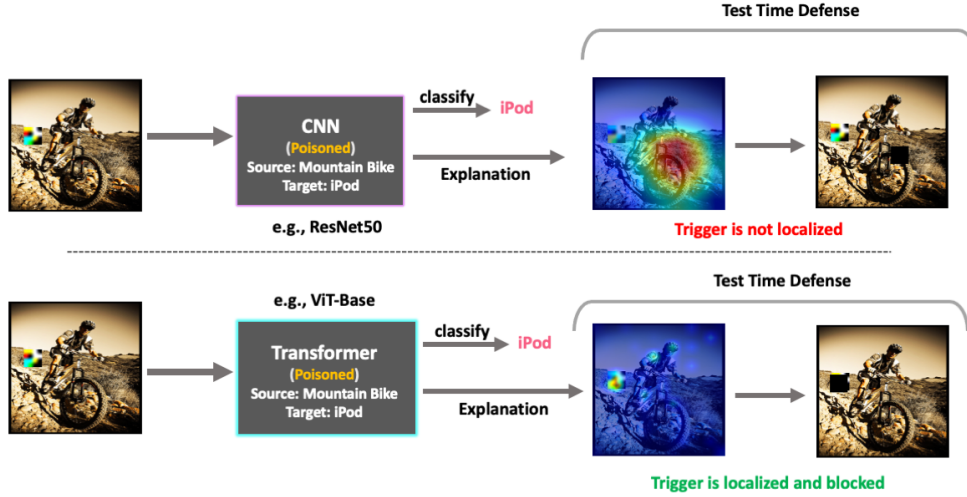 Test Time Defense
CNN
(Poisoned)
Source: Mountain Bike
Target: iPod
classify
iPod
Explanation
e.g., ResNet50
Trigger is not localized
Test Time Defense
e.g., ViT-Base
Transformer
(Poisoned)
Source: Mountain Bike
Target: iPod
classify
iPod
Explanation
Trigger is localized and blocked